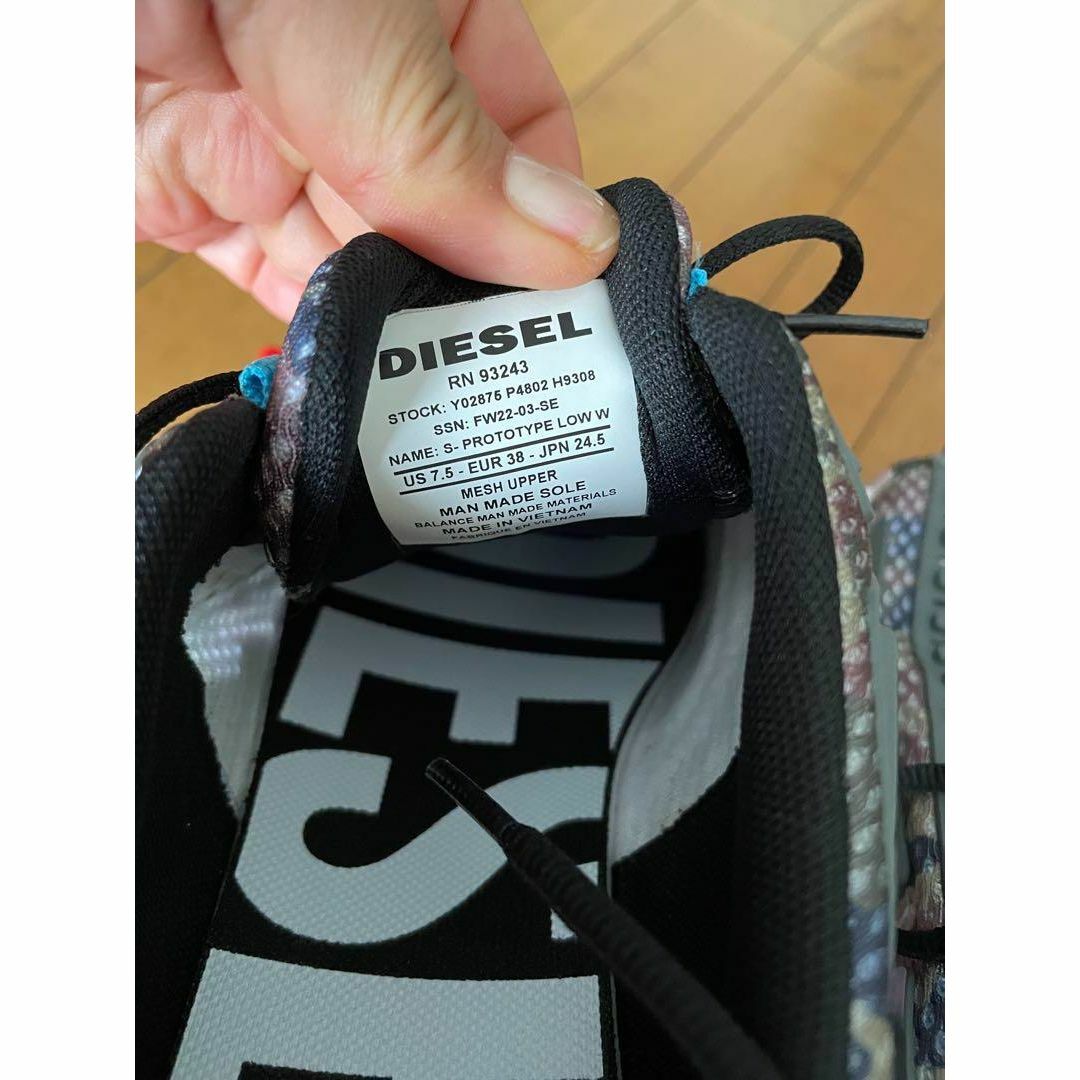 DIESEL
RN 93243
STOCK: Y02875 P4802 H9308
SSN: FW22-03-SE
NAME: S- PROTOTYPE LOW W
US 7.5 - EUR 38 - JPN 24.5
MESH UPPER
MAN MADE SOLE
BALANCE MAN MADE MATERIALS
MADE IN VIETNAM
FABRIQUE EN VIETNAM
DIESEL